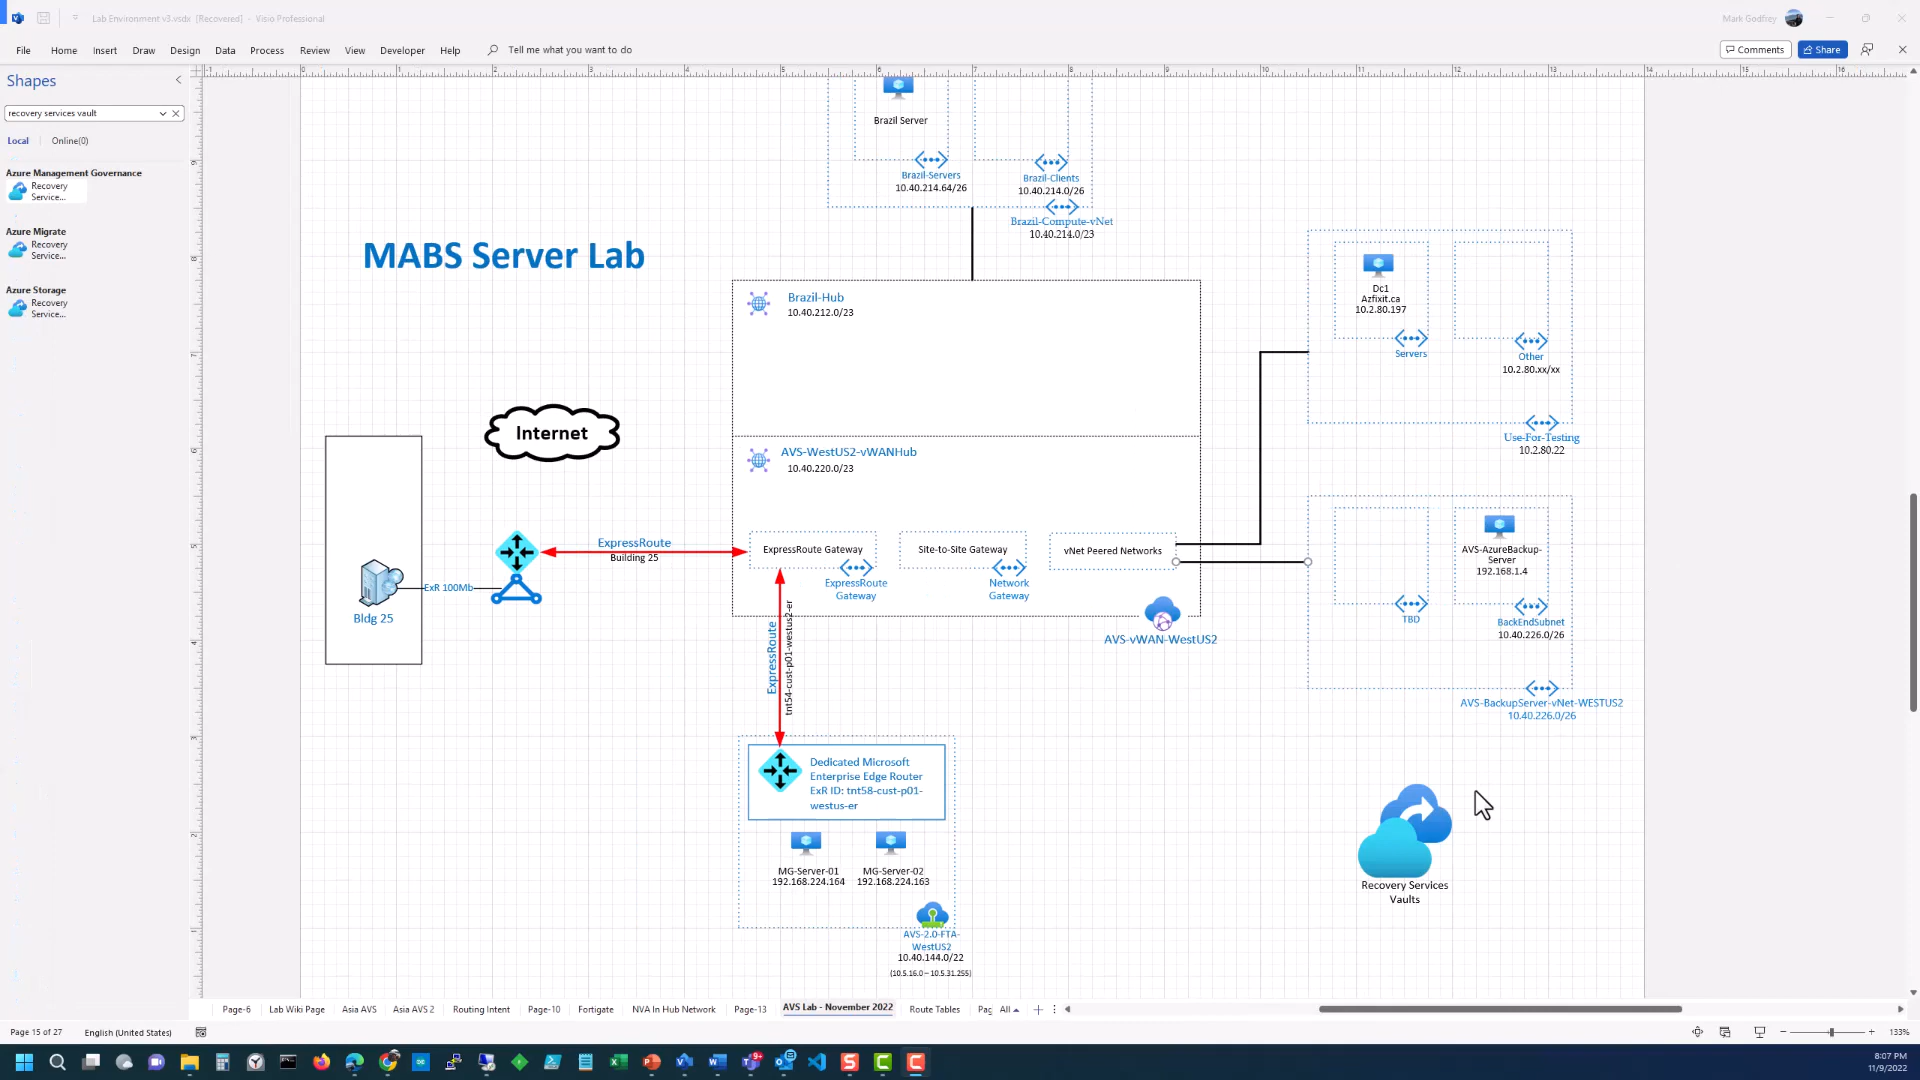 Lab Environment v3.vsdx [Recovered] - Visio Professional
Mark Godfrey
File Home Insert Draw Design Data Process Review View Developer Help Tell me what you want to do
Comments Share
Shapes
recovery services vault
Local Online(0)
Azure Management Governance
Recovery
Service...
Azure Migrate
Recovery
Service...
Azure Storage
Recovery
Service...
Brazil Server
Brazil-Servers
10.40.214.64/26
Brazil-Clients
10.40.214.0/26
Brazil-Compute-vNet
10.40.214.0/23
MABS Server Lab
Brazil-Hub
10.40.212.0/23
Dc1
Azfixit.ca
10.2.80.197
Servers
Other
10.2.80.xx/xx
Use-For-Testing
10.2.80.22
Internet
AVS-WestUS2-vWANHub
10.40.220.0/23
ExpressRoute
Building 25
ExpressRoute Gateway
Site-to-Site Gateway
vNet Peered Networks
ExpressRoute
Gateway
Network
Gateway
AVS-vWAN-WestUS2
ExR 100Mb
Bldg 25
AVS-AzureBackup-
Server
192.168.1.4
TBD
BackEndSubnet
10.40.226.0/26
AVS-BackupServer-vNet-WESTUS2
10.40.226.0/26
ExpressRoute
tnt54-cust-p01-westus2-er
Dedicated Microsoft
Enterprise Edge Router
ExR ID: tnt58-cust-p01-
westus-er
MG-Server-01
192.168.224.164
MG-Server-02
192.168.224.163
AVS-2.0-FTA-
WestUS2
10.40.144.0/22
(10.5.16.0 – 10.5.31.255)
Recovery Services
Vaults
Page-6 Lab Wiki Page Asia AVS Asia AVS 2 Routing Intent Page-10 Fortigate NVA In Hub Network Page-13 AVS Lab - November 2022 Route Tables Pag All
Page 15 of 27 English (United States)
133%
8:07 PM
11/9/2022